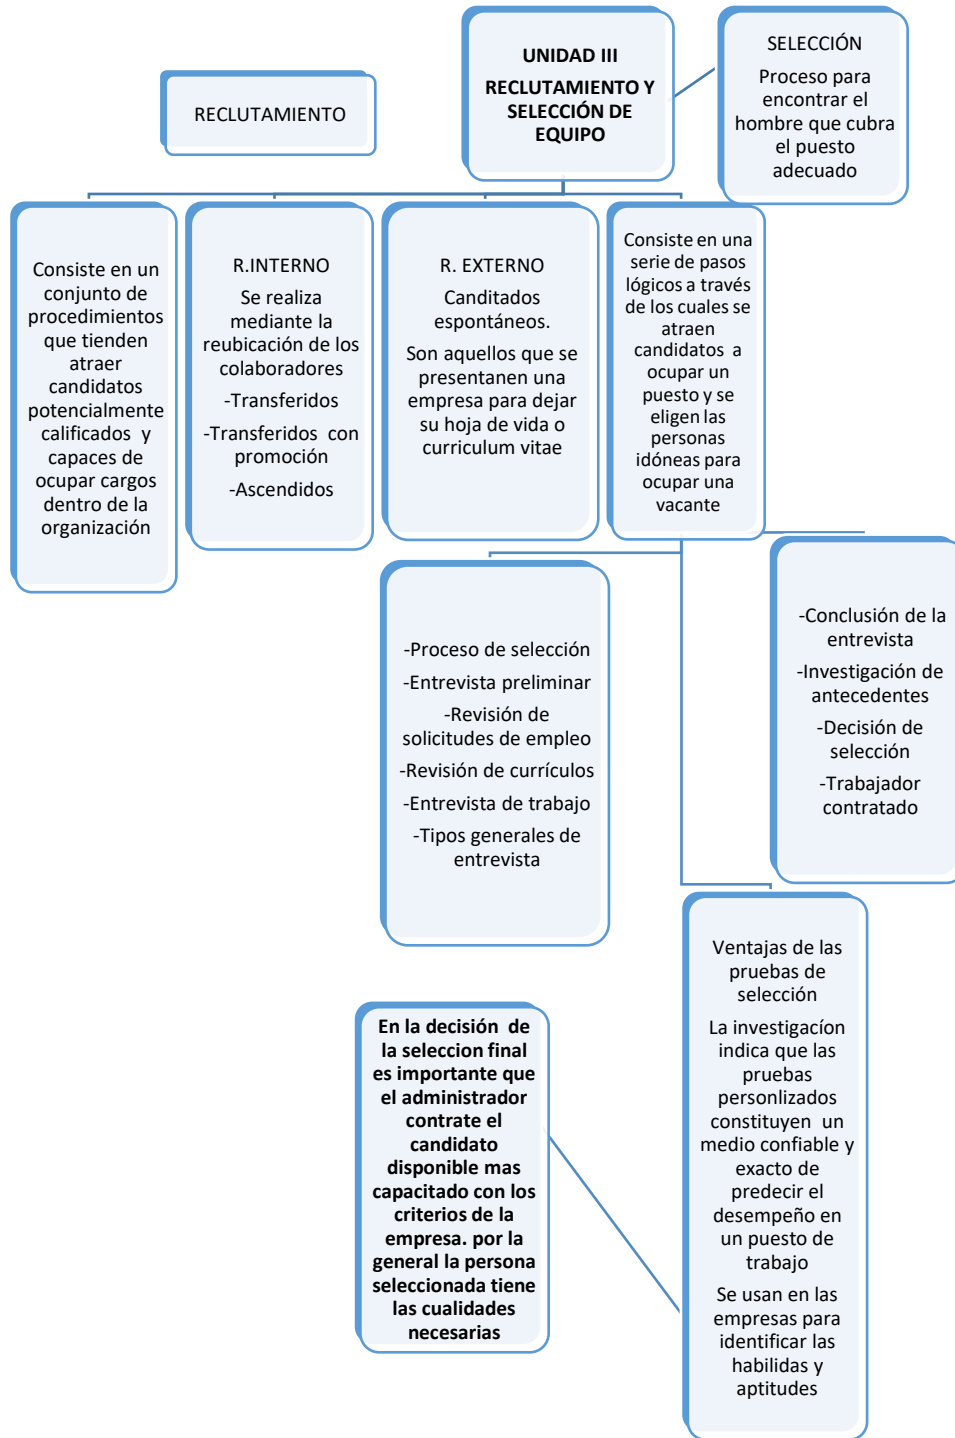 UNIDAD III
RECLUTAMIENTO Y
SELECCIÓN DE
EQUIPO
SELECCIÓN
Proceso para
encontrar el
hombre que cubra
el puesto
adecuado
RECLUTAMIENTO
Consiste en un
conjunto de
procedimientos
que tienden
atraer
candidatos
potencialmente
calificados y
capaces de
ocupar cargos
dentro de la
organización
R.INTERNO
Se realiza
mediante la
reubicación de los
colaboradores
-Transferidos
-Transferidos con
promoción
-Ascendidos
R. EXTERNO
Canditados
espontáneos.
Son aquellos que se
presentanen una
empresa para dejar
su hoja de vida o
curriculum vitae
Consiste en una
serie de pasos
lógicos a través
de los cuales se
atraen
candidatos a
ocupar un
puesto y se
eligen las
personas
idóneas para
ocupar una
vacante
-Proceso de selección
-Entrevista preliminar
-Revisión de
solicitudes de empleo
-Revisión de currículos
-Entrevista de trabajo
-Tipos generales de
entrevista
-Conclusión de la
entrevista
-Investigación de
antecedentes
-Decisión de
selección
-Trabajador
contratado
Ventajas de las
pruebas de
selección
La investigacíon
indica que las
pruebas
personlizados
constituyen un
medio confiable y
exacto de
predecir el
desempeño en
un puesto de
trabajo
Se usan en las
empresas para
identificar las
habilidas y
aptitudes
En la decisión de
la seleccion final
es importante que
el administrador
contrate el
candidato
disponible mas
capacitado con los
criterios de la
empresa. por la
general la persona
seleccionada tiene
las cualidades
necesarias